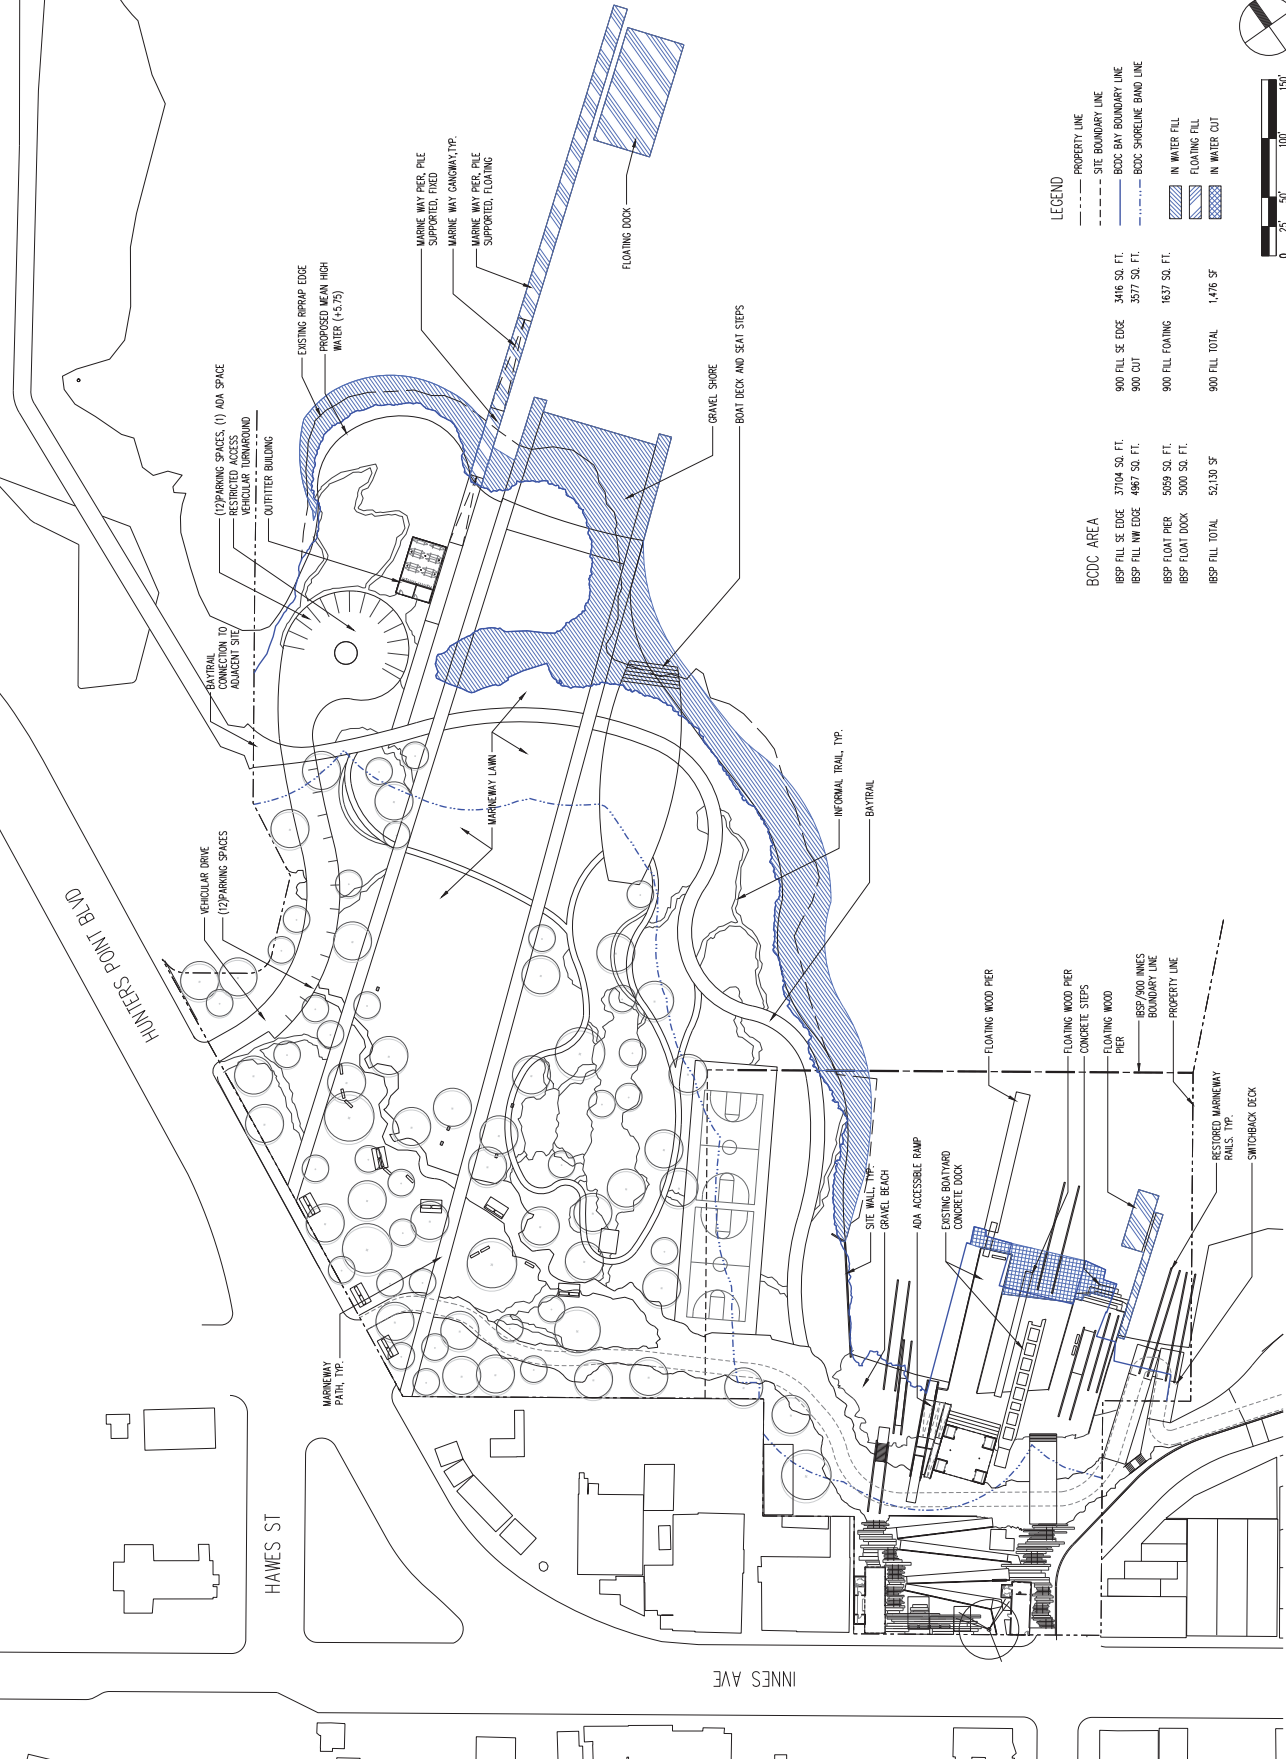 HUNTERS POINT BLVD
HAWES ST
INNES AVE
VEHICULAR DRIVE
(12)PARKING SPACES
BAYTRAIL
CONNECTION TO
ADJACENT SITE
(12)PARKING SPACES, (1) ADA SPACE
RESTRICTED ACCESS
VEHICULAR TURNAROUND
OUTFITTER BUILDING
EXISTING RIPRAP EDGE
PROPOSED MEAN HIGH
WATER (+5.75)
MARINE WAY PIER, PILE
SUPPORTED, FIXED
MARINE WAY GANGWAY,TYP.
MARINE WAY PIER, PILE
SUPPORTED, FLOATING
FLOATING DOCK
GRAVEL SHORE
BOAT DECK AND SEAT STEPS
MARINEWAY LAWN
INFORMAL TRAIL, TYP.
BAYTRAIL
MARINEWAY
PATH, TYP.
SITE WALL, TYP.
GRAVEL BEACH
ADA ACCESSIBLE RAMP
EXISTING BOATYARD
CONCRETE DOCK
FLOATING WOOD PIER
FLOATING WOOD PIER
CONCRETE STEPS
FLOATING WOOD
PIER
IBSP/900 INNES
BOUNDARY LINE
PROPERTY LINE
RESTORED MARINEWAY
RAILS. TYP.
SWITCHBACK DECK
LEGEND
PROPERTY LINE
SITE BOUNDARY LINE
BCDC BAY BOUNDARY LINE
BCDC SHORELINE BAND LINE
IN WATER FILL
FLOATING FILL
IN WATER CUT
BCDC AREA
IBSP FILL SE EDGE 37104 SQ. FT. 900 FILL SE EDGE 3416 SQ. FT.
IBSP FILL NW EDGE 4967 SQ. FT. 900 CUT 3577 SQ. FT.
IBSP FLOAT PIER 5059 SQ. FT. 900 FILL FOATING 1637 SQ. FT.
IBSP FLOAT DOCK 5000 SQ. FT.
IBSP FILL TOTAL 52,130 SF 900 FILL TOTAL 1,476 SF
0 25' 50' 100' 150'